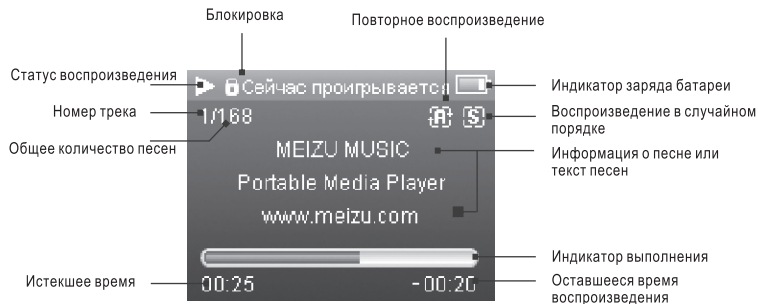 Блокировка
Повторное воспроизведение
Статус воспроизведения
Сейчас проигрывается
Индикатор заряда батареи
Номер трека
1/168
A
S
Воспроизведение в случайном
порядке
Общее количество песен
MEIZU MUSIC
Информация о песне или
текст песен
Portable Media Player
www.meizu.com
Индикатор выполнения
Истекшее время
00:25
-00:20
Оставшееся время
воспроизведения